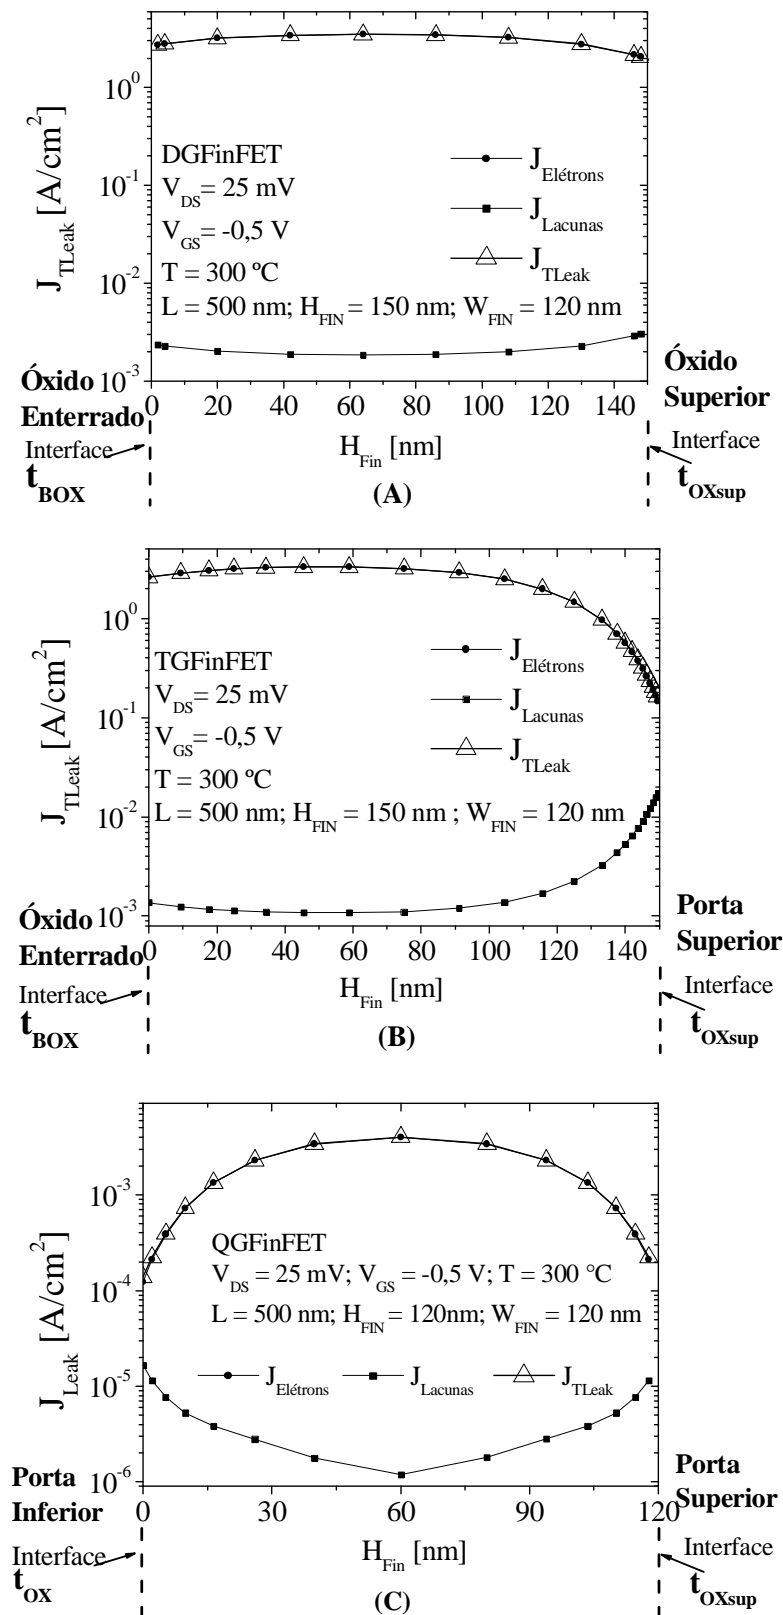 10^0
10^-1
10^-2
10^-3
J_TLeak [A/cm^2]
DGFinFET
V_DS= 25 mV
V_GS= -0,5 V
T = 300 ºC
L = 500 nm; H_FIN = 150 nm; W_FIN = 120 nm
J_Elétrons
J_Lacunas
J_TLeak
0 20 40 60 80 100 120 140
H_Fin [nm]
Óxido
Enterrado
Interface
t_BOX
Óxido
Superior
Interface
t_OXsup
(A)
10^0
10^-1
10^-2
10^-3
J_TLeak [A/cm^2]
TGFinFET
V_DS= 25 mV
V_GS= -0,5 V
T = 300 ºC
L = 500 nm; H_FIN = 150 nm ; W_FIN = 120 nm
J_Elétrons
J_Lacunas
J_TLeak
0 20 40 60 80 100 120 140
H_Fin [nm]
Óxido
Enterrado
Interface
t_BOX
Porta
Superior
Interface
t_OXsup
(B)
10^-3
10^-4
10^-5
10^-6
J_Leak [A/cm^2]
QGFinFET
V_DS = 25 mV; V_GS = -0,5 V; T = 300 °C
L = 500 nm; H_FIN = 120nm; W_FIN = 120 nm
J_Elétrons J_Lacunas J_TLeak
0 30 60 90 120
H_Fin [nm]
Porta
Inferior
Interface
t_OX
Porta
Superior
Interface
t_OXsup
(C)